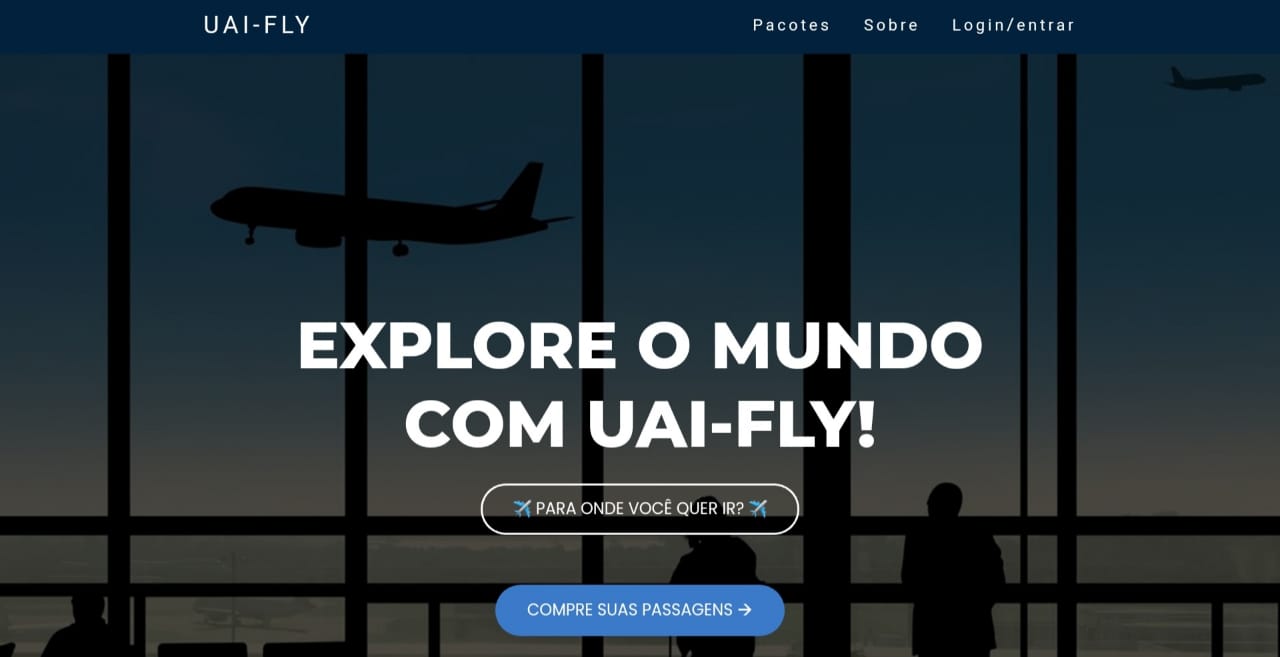 UAI-FLY
Pacotes Sobre Login/entrar
EXPLORE O MUNDO
COM UAI-FLY!
✈️ PARA ONDE VOCÊ QUER IR? ✈️
COMPRE SUAS PASSAGENS →